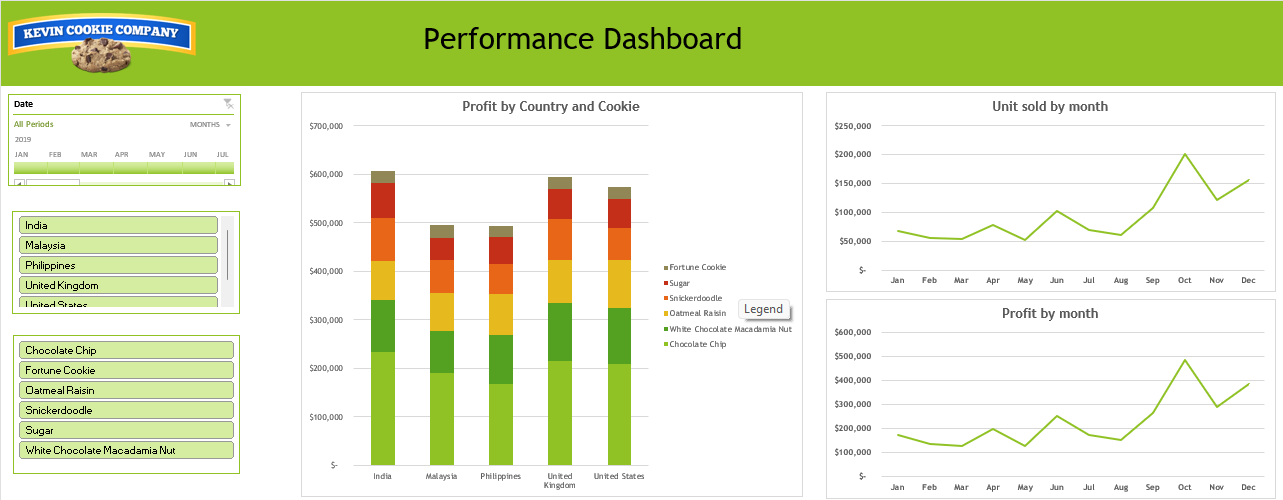 KEVIN COOKIE COMPANY
Performance Dashboard
Date
All Periods
MONTHS
2019
JAN FEB MAR APR MAY JUN JUL
India
Malaysia
Philippines
United Kingdom
United States
Chocolate Chip
Fortune Cookie
Oatmeal Raisin
Snickerdoodle
Sugar
White Chocolate Macadamia Nut
Profit by Country and Cookie
$700,000
$600,000
$500,000
$400,000
$300,000
$200,000
$100,000
$-
India Malaysia Philippines United Kingdom United States
Fortune Cookie
Sugar
Snickerdoodle
Oatmeal Raisin
White Chocolate Macadamia Nut
Chocolate Chip
Legend
Unit sold by month
$250,000
$200,000
$150,000
$100,000
$50,000
$-
Jan Feb Mar Apr May Jun Jul Aug Sep Oct Nov Dec
Profit by month
$600,000
$500,000
$400,000
$300,000
$200,000
$100,000
$-
Jan Feb Mar Apr May Jun Jul Aug Sep Oct Nov Dec